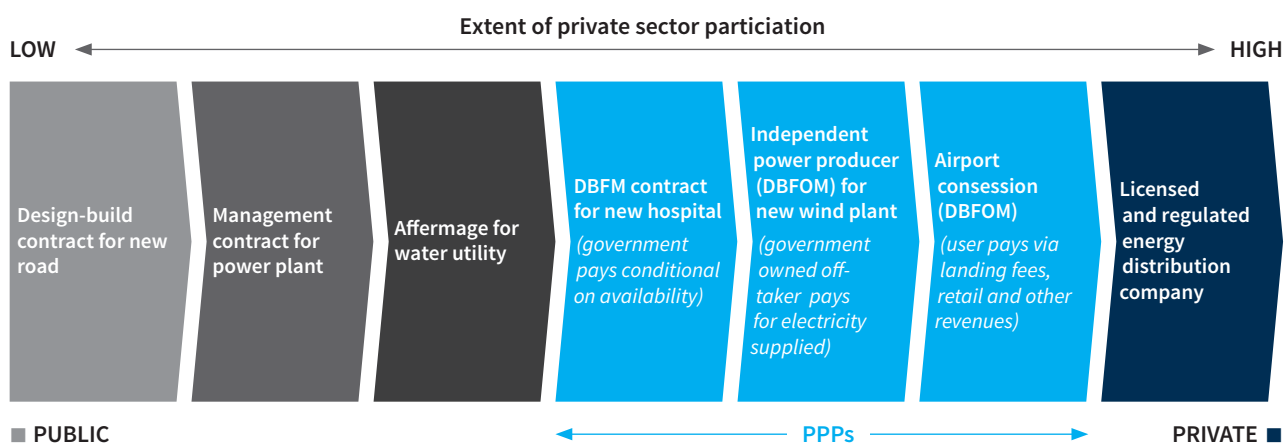 Extent of private sector particiation
LOW
HIGH
Design-build
contract for new
road
Management
contract for
power plant
Affermage for
water utility
DBFM contract
for new hospital
(government
pays conditional
on availability)
Independent
power producer
(DBFOM) for
new wind plant
(government
owned off-
taker pays
for electricity
supplied)
Airport
consession
(DBFOM)
(user pays via
landing fees,
retail and other
revenues)
Licensed
and regulated
energy
distribution
company
PUBLIC
PPPs
PRIVATE